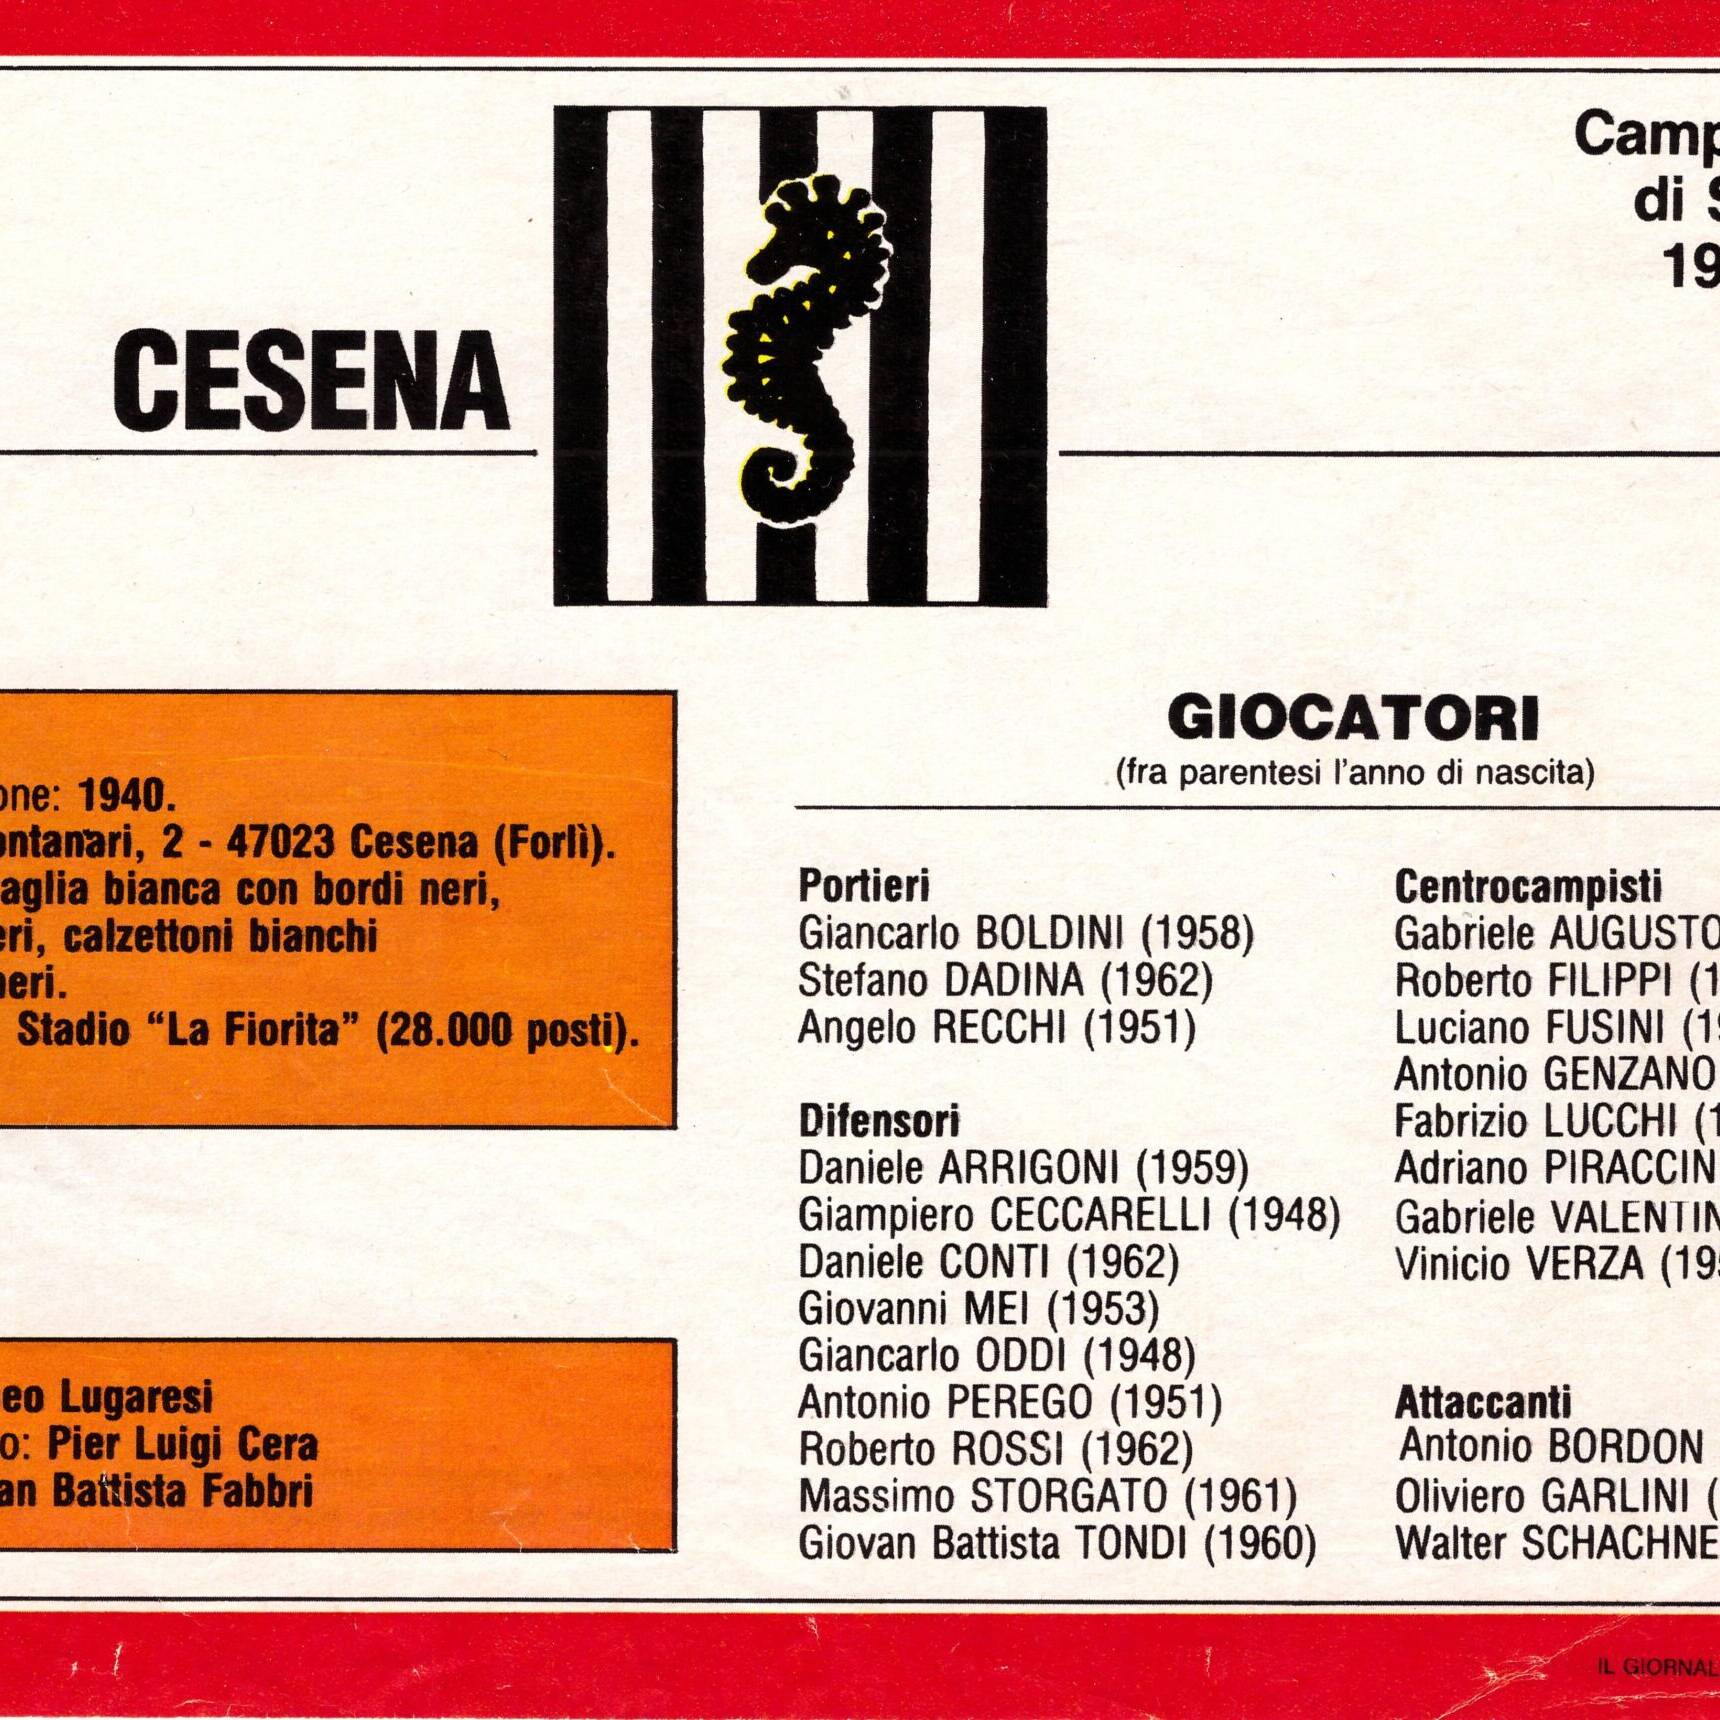 Camp
di S
19
CESENA
one: 1940.
ontanari, 2 - 47023 Cesena (Forlì).
aglia bianca con bordi neri,
eri, calzettoni bianchi
neri.
Stadio “La Fiorita” (28.000 posti).
eo Lugaresi
o: Pier Luigi Cera
an Battista Fabbri
GIOCATORI
(fra parentesi l'anno di nascita)
Portieri
Giancarlo BOLDINI (1958)
Stefano DADINA (1962)
Angelo RECCHI (1951)
Difensori
Daniele ARRIGONI (1959)
Giampiero CECCARELLI (1948)
Daniele CONTI (1962)
Giovanni MEI (1953)
Giancarlo ODDI (1948)
Antonio PEREGO (1951)
Roberto ROSSI (1962)
Massimo STORGATO (1961)
Giovan Battista TONDI (1960)
Centrocampisti
Gabriele AUGUSTO
Roberto FILIPPI (1
Luciano FUSINI (19
Antonio GENZANO
Fabrizio LUCCHI (1
Adriano PIRACCIN
Gabriele VALENTIN
Vinicio VERZA (195
Attaccanti
Antonio BORDON
Oliviero GARLINI (
Walter SCHACHNE
IL GIORNAL